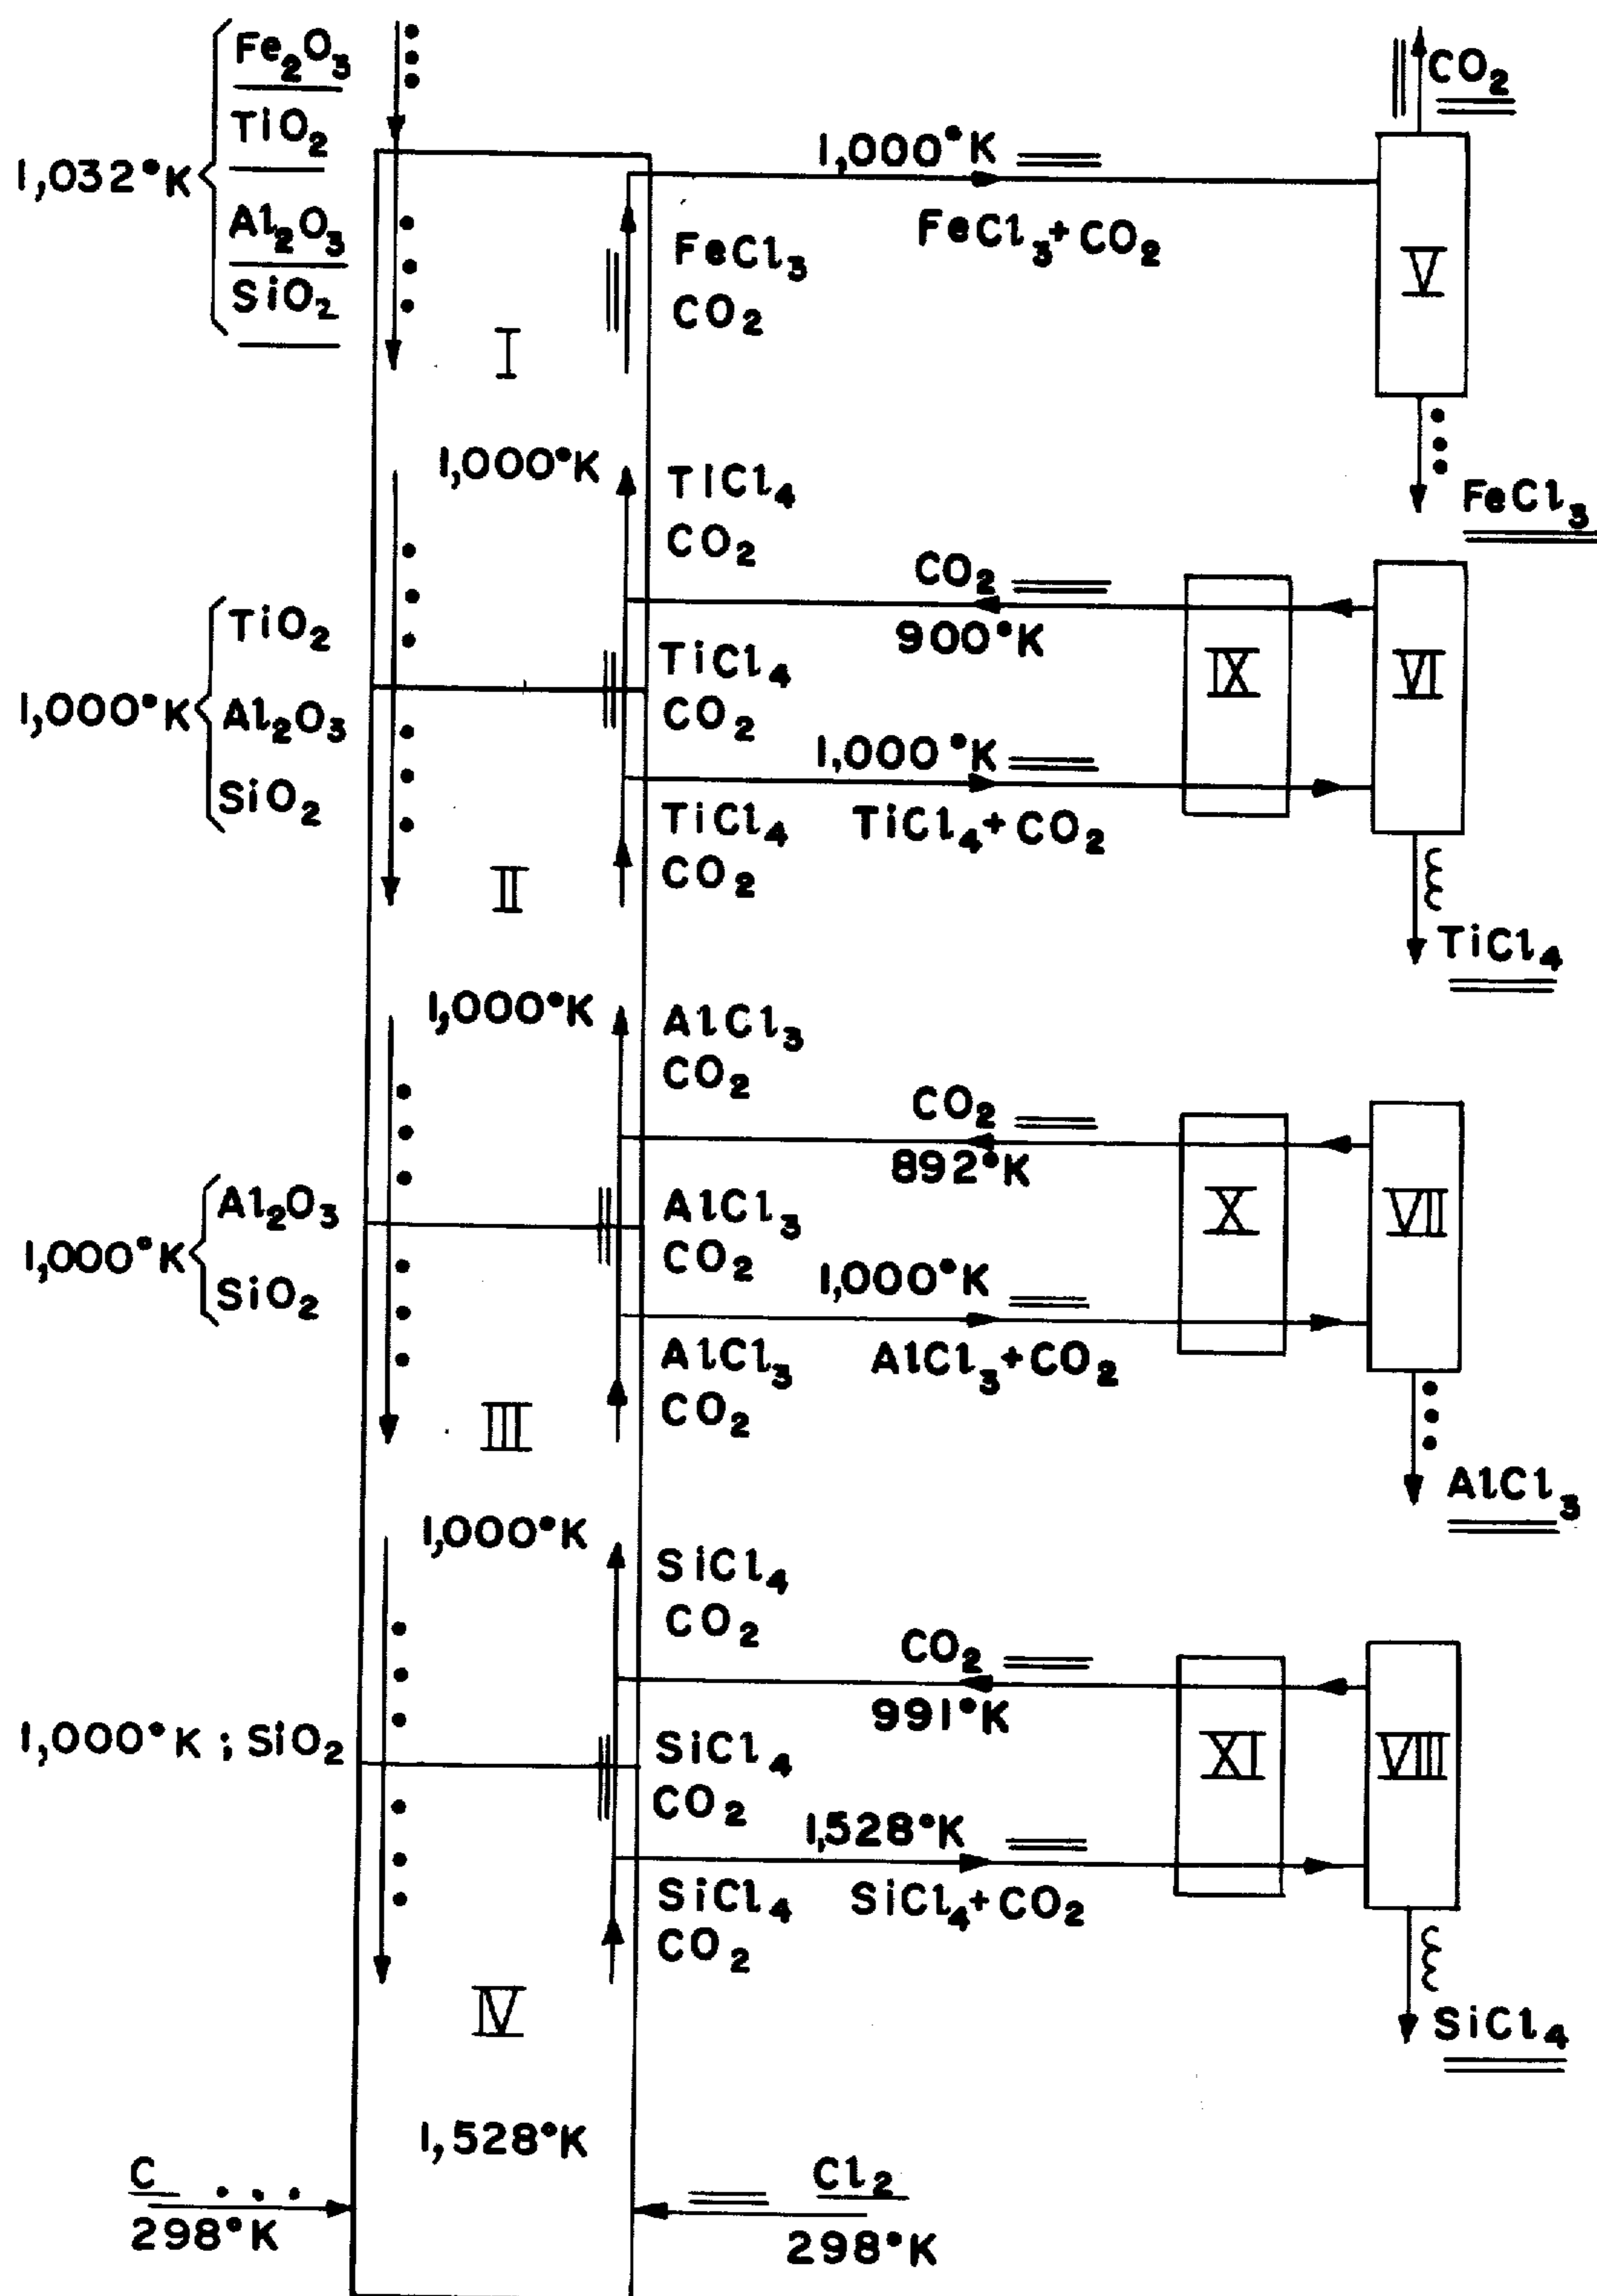 Fe₂O₃
TiO₂
1,032°K
Al₂O₃
SiO₂
I
FeCl₃
CO₂
1,000°K
FeCl₃+CO₂
CO₂
V
FeCl₃
1,000°K
TiCl₄
CO₂
CO₂
900°K
TiO₂
1,000°K
Al₂O₃
SiO₂
TiCl₄
CO₂
IX
VI
1,000°K
TiCl₄+CO₂
TiCl₄
CO₂
II
TiCl₄
1,000°K
AlCl₃
CO₂
CO₂
892°K
Al₂O₃
1,000°K
SiO₂
AlCl₃
CO₂
X
VII
1,000°K
AlCl₃+CO₂
AlCl₃
CO₂
III
AlCl₃
1,000°K
SiCl₄
CO₂
CO₂
991°K
1,000°K ; SiO₂
SiCl₄
CO₂
XI
VIII
1,528°K
SiCl₄+CO₂
SiCl₄
CO₂
IV
SiCl₄
1,528°K
C
298°K
Cl₂
298°K